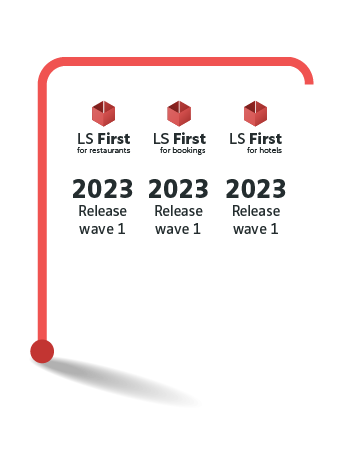 LS First LS First LS First
for restaurants for bookings for hotels
2023 2023 2023
Release Release Release
wave 1 wave 1 wave 1